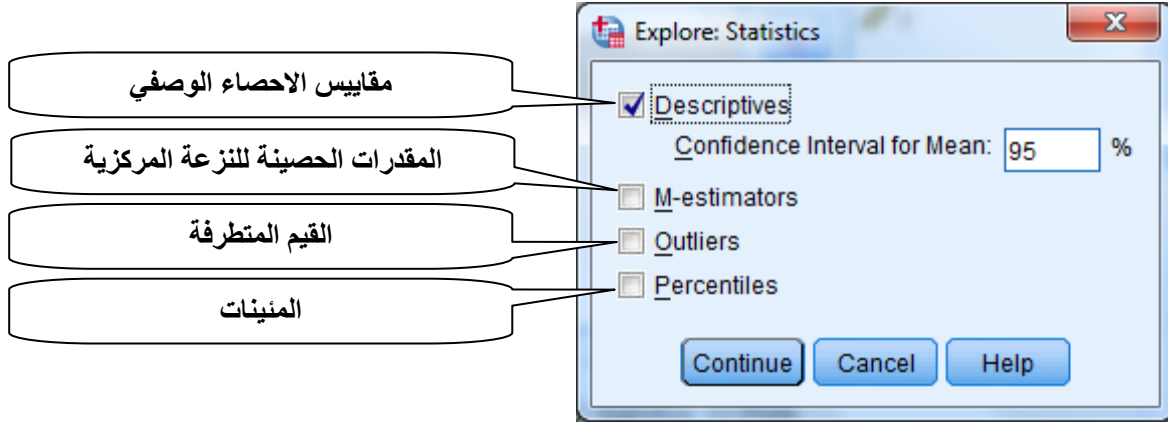 Explore: Statistics
مقاييس الاحصاء الوصفي
Descriptives
Confidence Interval for Mean: 95 %
المقدرات الحصينة للنزعة المركزية
M-estimators
القيم المتطرفة
Outliers
المئينات
Percentiles
Continue Cancel Help